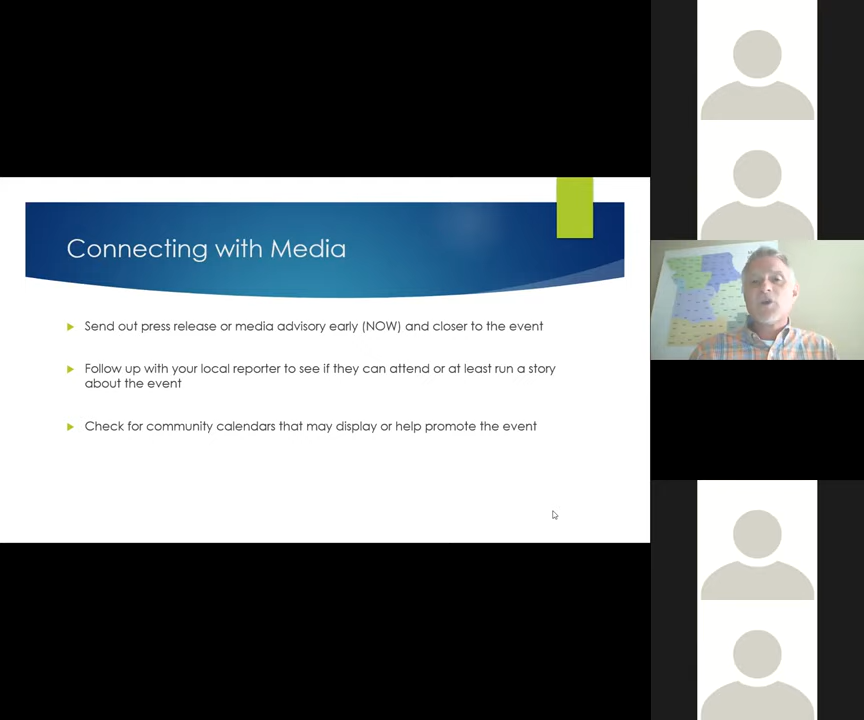 Connecting with Media
Send out press release or media advisory early (NOW) and closer to the event
Follow up with your local reporter to see if they can attend or at least run a story
about the event
Check for community calendars that may display or help promote the event